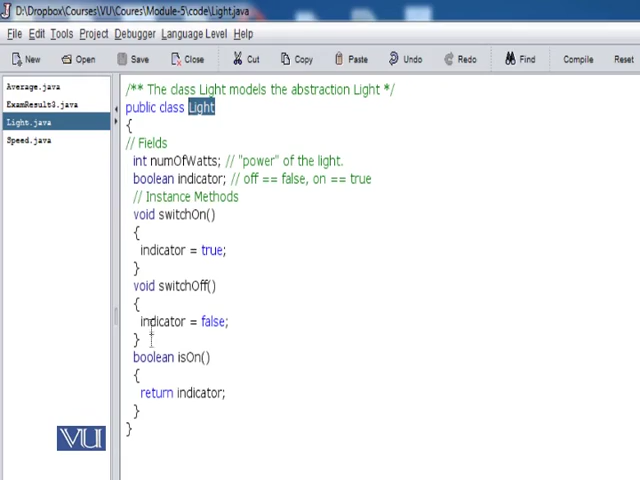 D:\Dropbox\Courses\VU\Coures\Module-5\code\Light.java
File Edit Tools Project Debugger Language Level Help
New Open Save Close Cut Copy Paste Undo Redo Find Compile Reset
Average.java
ExamResult3.java
Light.java
Speed.java
/** The class Light models the abstraction Light */
public class Light
{
// Fields
int numOfWatts; // "power" of the light.
boolean indicator; // off == false, on == true
// Instance Methods
void switchOn()
{
indicator = true;
}
void switchOff()
{
indicator = false;
}
boolean isOn()
{
return indicator;
}
}
VU